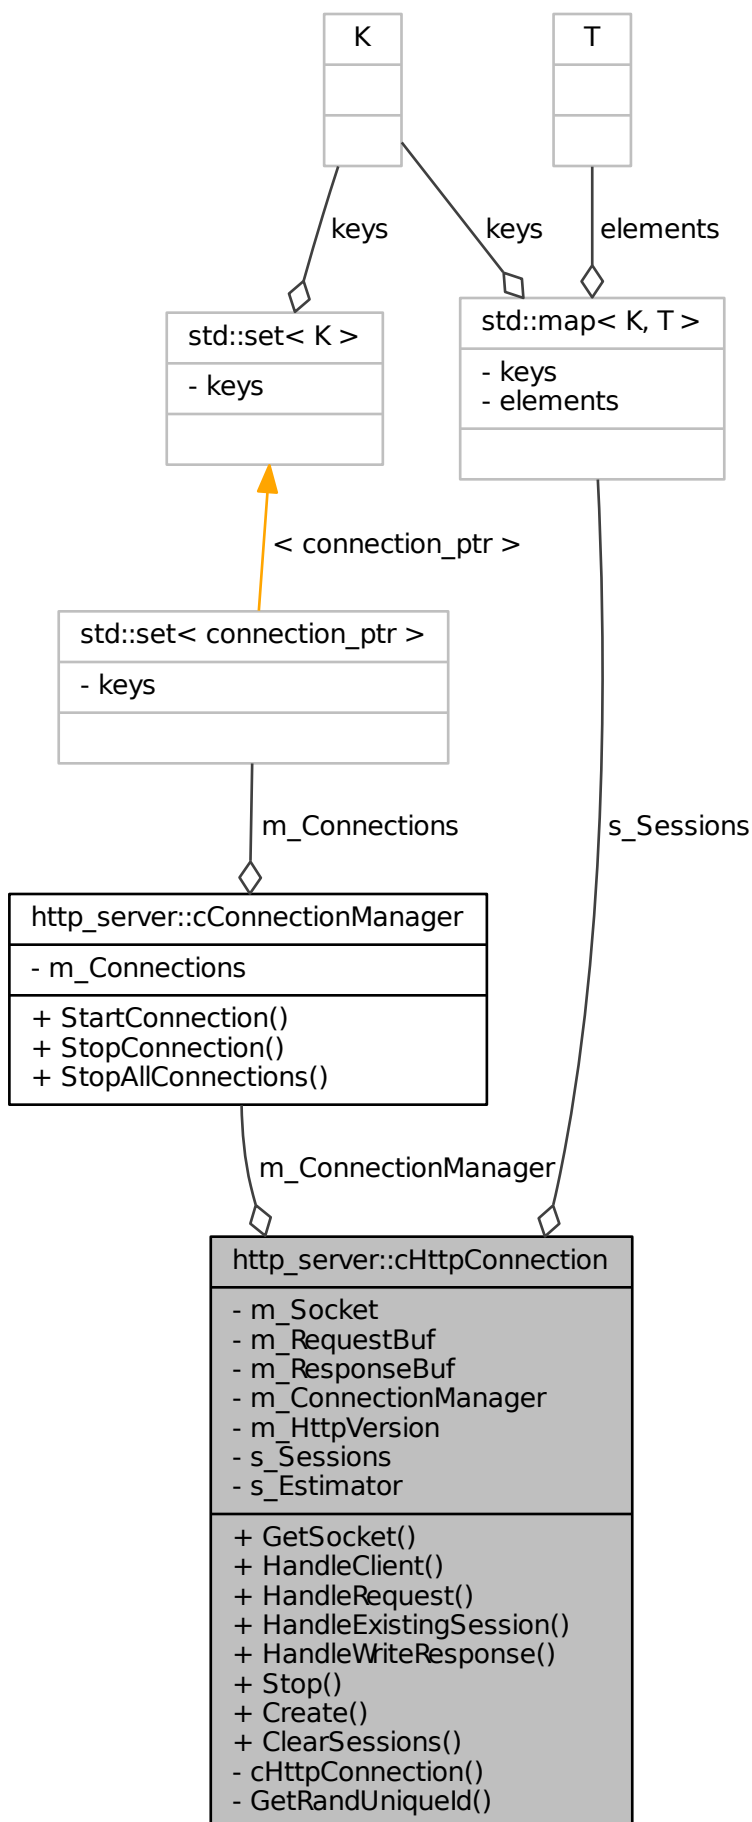 K
T
keys
keys
elements
std::set< K >
- keys
std::map< K, T >
- keys
- elements
< connection_ptr >
std::set< connection_ptr >
- keys
m_Connections
s_Sessions
http_server::cConnectionManager
- m_Connections
+ StartConnection()
+ StopConnection()
+ StopAllConnections()
m_ConnectionManager
http_server::cHttpConnection
- m_Socket
- m_RequestBuf
- m_ResponseBuf
- m_ConnectionManager
- m_HttpVersion
- s_Sessions
- s_Estimator
+ GetSocket()
+ HandleClient()
+ HandleRequest()
+ HandleExistingSession()
+ HandleWriteResponse()
+ Stop()
+ Create()
+ ClearSessions()
- cHttpConnection()
- GetRandUniqueId()